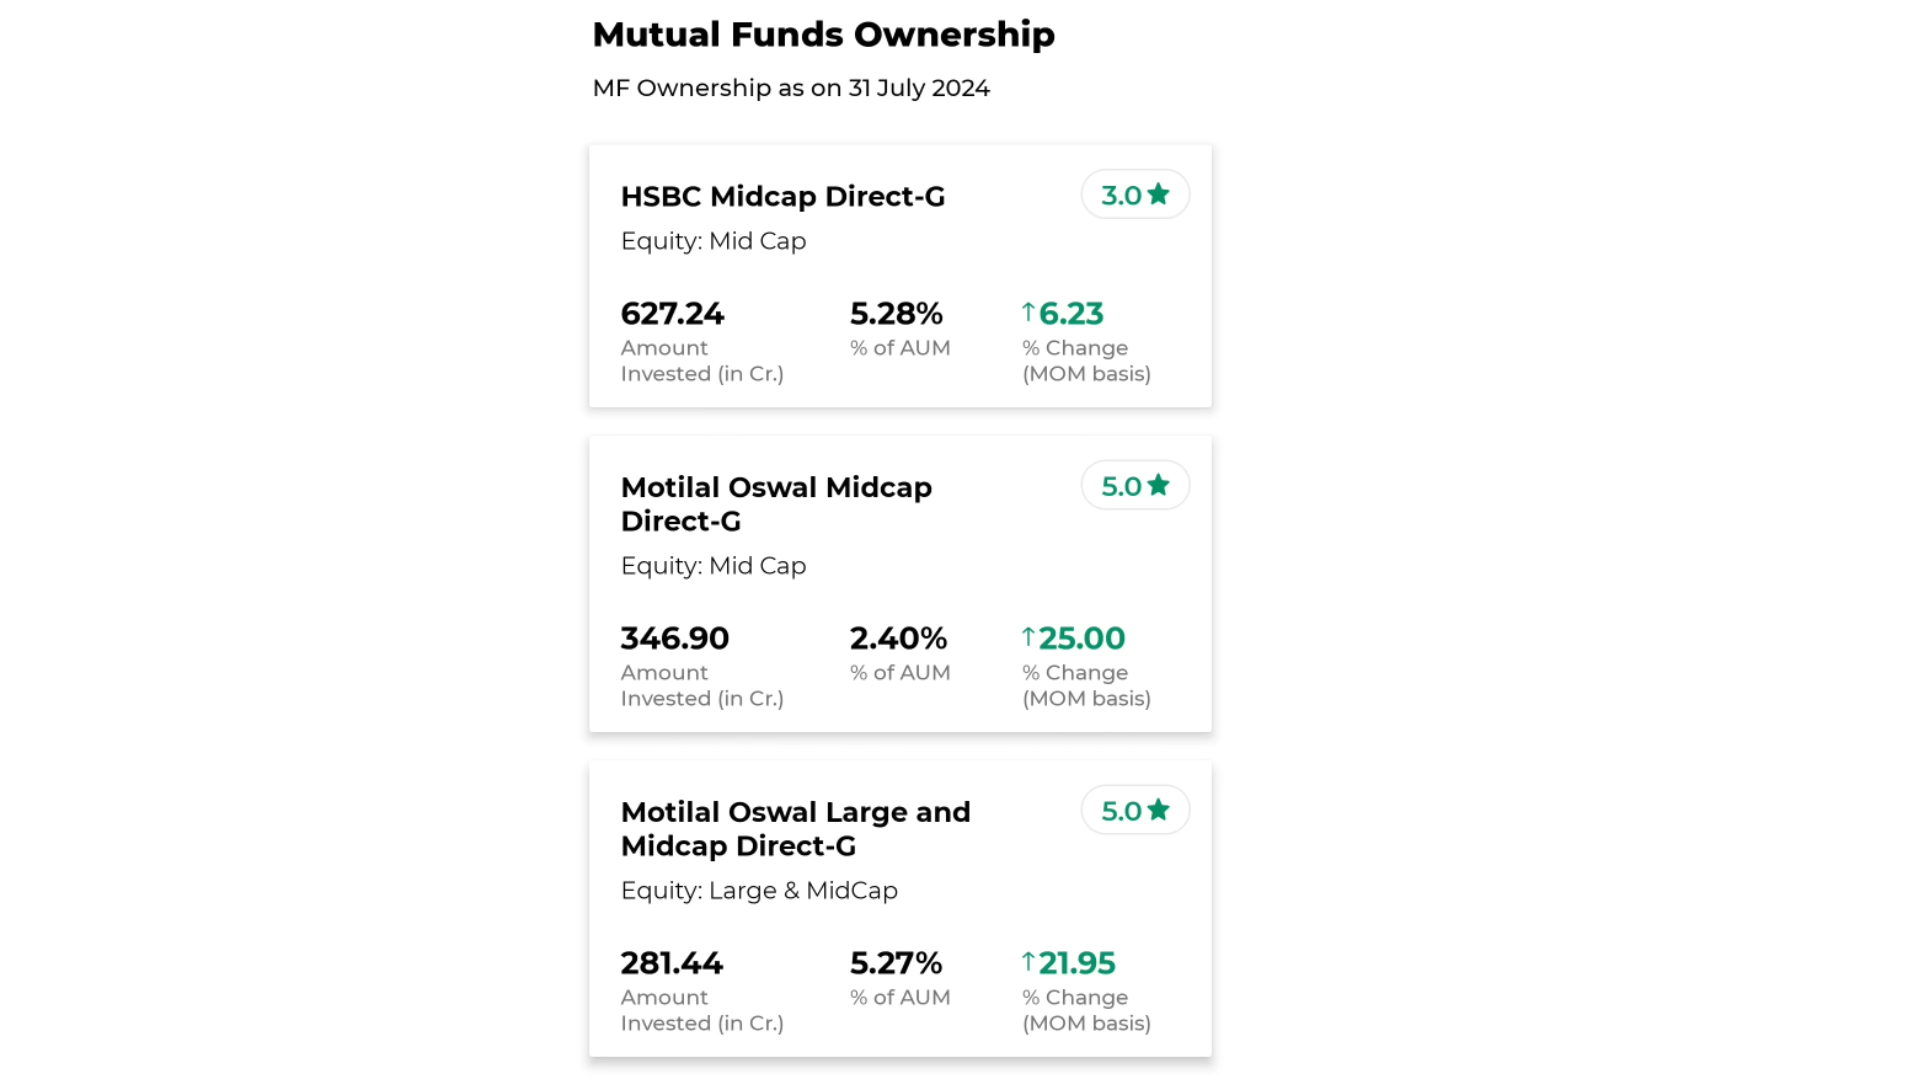 Mutual Funds Ownership
MF Ownership as on 31 July 2024
HSBC Midcap Direct-G
3.0★
Equity: Mid Cap
627.24
5.28%
↑6.23
Amount
Invested (in Cr.)
% of AUM
% Change
(MOM basis)
Motilal Oswal Midcap
Direct-G
5.0★
Equity: Mid Cap
346.90
2.40%
↑25.00
Amount
Invested (in Cr.)
% of AUM
% Change
(MOM basis)
Motilal Oswal Large and
Midcap Direct-G
5.0★
Equity: Large & MidCap
281.44
5.27%
↑21.95
Amount
Invested (in Cr.)
% of AUM
% Change
(MOM basis)